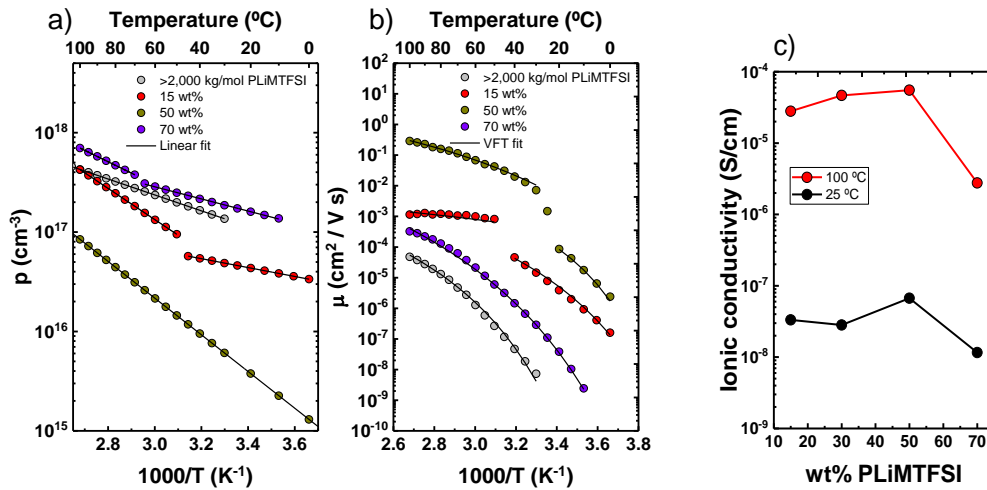 a)
Temperature (ºC)
100 80 60 40 20 0
>2,000 kg/mol PLiMTFSI
15 wt%
50 wt%
70 wt%
Linear fit
10^18
10^17
10^16
10^15
p (cm^-3)
2.8 3.0 3.2 3.4 3.6
1000/T (K^-1)
b)
Temperature (ºC)
100 80 60 40 20 0
>2,000 kg/mol PLiMTFSI
15 wt%
50 wt%
70 wt%
VFT fit
10^2
10^1
10^0
10^-1
10^-2
10^-3
10^-4
10^-5
10^-6
10^-7
10^-8
10^-9
10^-10
μ (cm^2 / V s)
2.6 2.8 3.0 3.2 3.4 3.6 3.8
1000/T (K^-1)
c)
10^-4
10^-5
10^-6
10^-7
10^-8
10^-9
Ionic conductivity (S/cm)
100 ºC
25 ºC
10 20 30 40 50 60 70
wt% PLiMTFSI